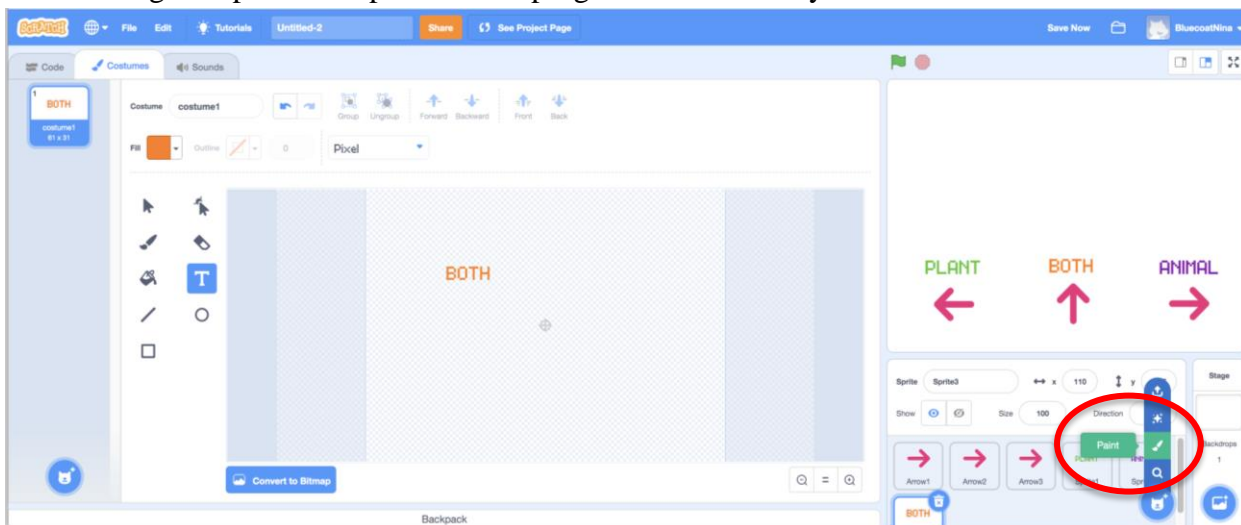 SCRATCH File Edit Tutorials Untitled-2 Share See Project Page Save Now BluecoatNina
Code Costumes Sounds
1
BOTH
costume1
61 x 31
Costume costume1 Group Ungroup Forward Backward Front Back
Fill Outline 0 Pixel
T
BOTH
Convert to Bitmap
=
Backpack
PLANT BOTH ANIMAL
Sprite Sprite3 x 110 y
Show Size 100 Direction
Paint
Arrow1 Arrow2 Arrow3
BOTH
Stage
Backdrops
1